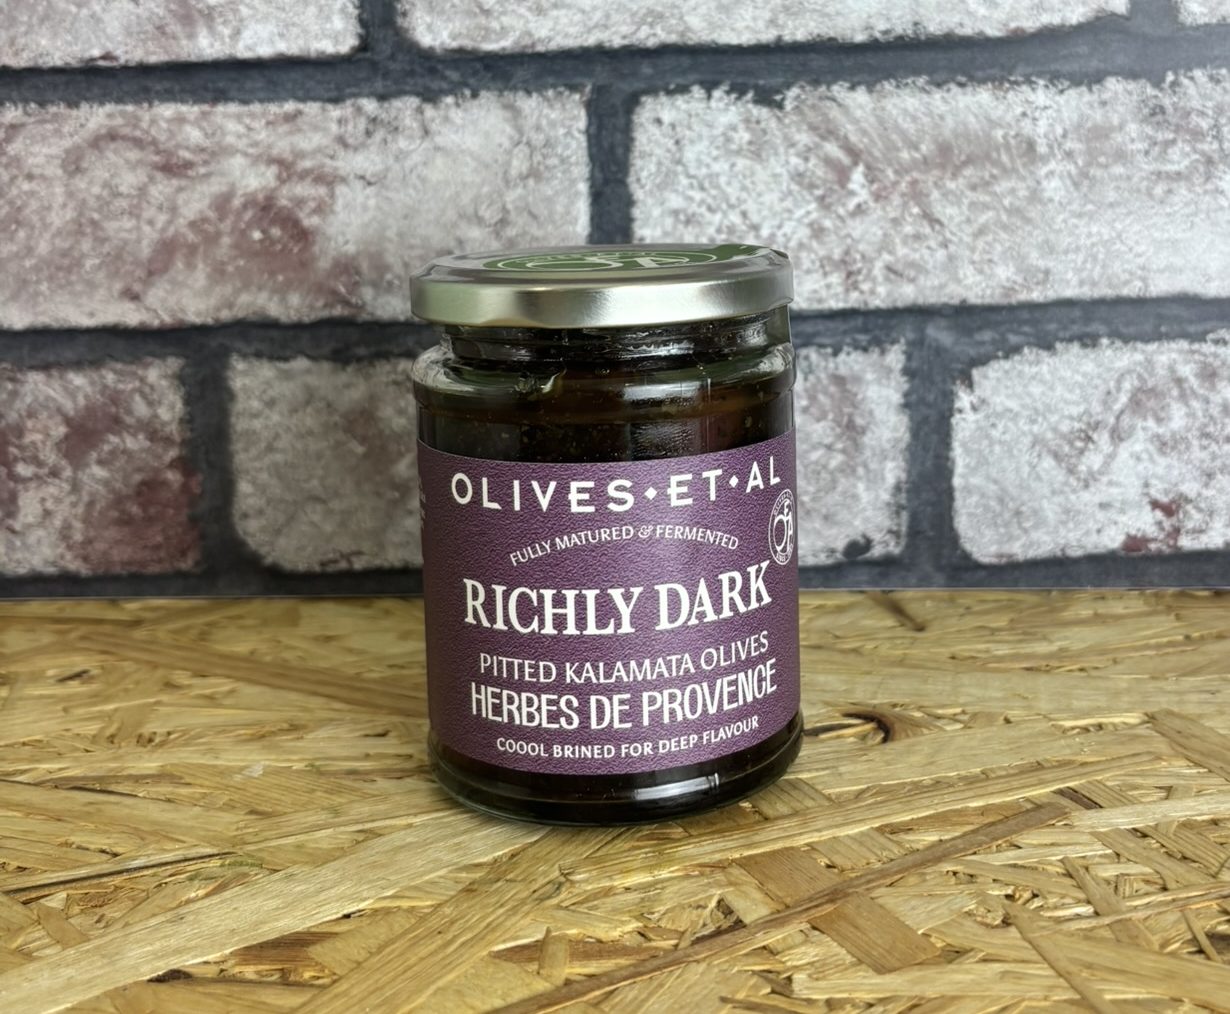 OLIVES•ET•AL
FULLY MATURED & FERMENTED
RICHLY DARK
PITTED KALAMATA OLIVES
HERBES DE PROVENCE
COOOL BRINED FOR DEEP FLAVOUR